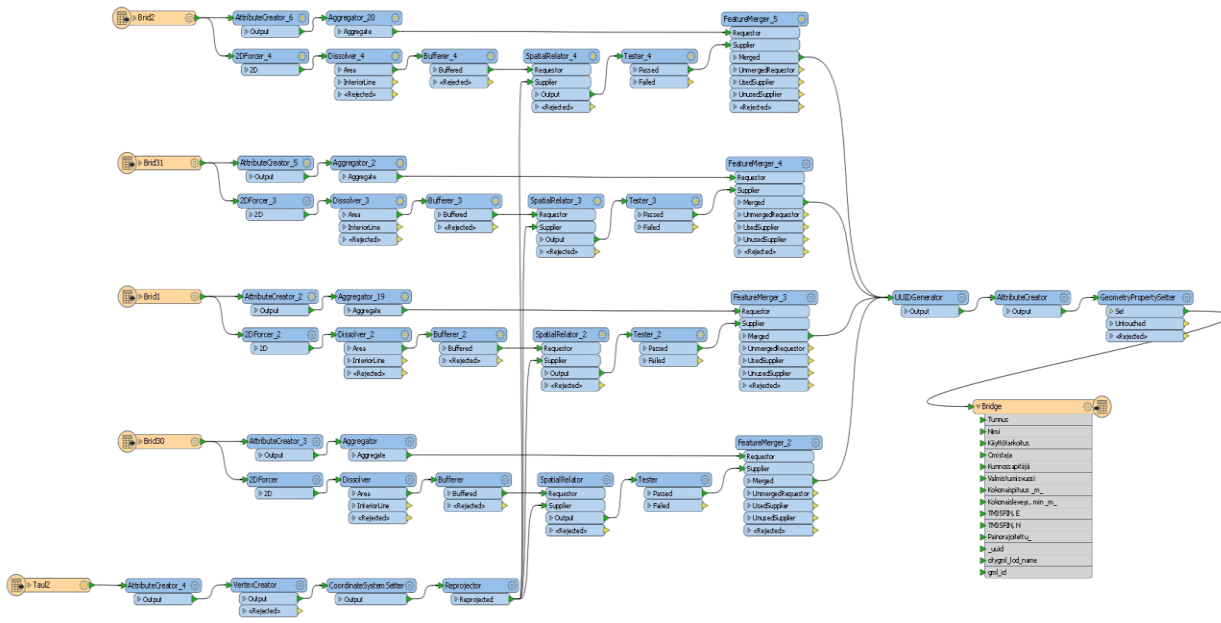 Brid2
AttributeCreator_6
Output
Aggregator_20
Aggregate
2DForcer_4
2D
Dissolver_4
Area
InteriorLine
<Rejected>
Bufferer_4
Buffered
<Rejected>
SpatialRelator_4
Requestor
Supplier
Output
<Rejected>
Tester_4
Passed
Failed
FeatureMerger_5
Requestor
Supplier
Merged
UnmergedRequestor
UsedSupplier
UnusedSupplier
<Rejected>
Brid31
AttributeCreator_5
Output
Aggregator_2
Aggregate
2DForcer_3
2D
Dissolver_3
Area
InteriorLine
<Rejected>
Bufferer_3
Buffered
<Rejected>
SpatialRelator_3
Requestor
Supplier
Output
<Rejected>
Tester_3
Passed
Failed
FeatureMerger_4
Requestor
Supplier
Merged
UnmergedRequestor
UsedSupplier
UnusedSupplier
<Rejected>
Brid1
AttributeCreator_2
Output
Aggregator_19
Aggregate
2DForcer_2
2D
Dissolver_2
Area
InteriorLine
<Rejected>
Bufferer_2
Buffered
<Rejected>
SpatialRelator_2
Requestor
Supplier
Output
<Rejected>
Tester_2
Passed
Failed
FeatureMerger_3
Requestor
Supplier
Merged
UnmergedRequestor
UsedSupplier
UnusedSupplier
<Rejected>
Brid30
AttributeCreator_3
Output
Aggregator
Aggregate
2DForcer
2D
Dissolver
Area
InteriorLine
<Rejected>
Bufferer
Buffered
<Rejected>
SpatialRelator
Requestor
Supplier
Output
<Rejected>
Tester
Passed
Failed
FeatureMerger_2
Requestor
Supplier
Merged
UnmergedRequestor
UsedSupplier
UnusedSupplier
<Rejected>
Taul2
AttributeCreator_4
Output
VertexCreator
Output
<Rejected>
CoordinateSystemSetter
Output
Reprojector
Reprojected
UUIDGenerator
Output
AttributeCreator
Output
GeometryPropertySetter
Set
Untouched
<Rejected>
Bridge
Tunnus
Nimi
Käyttötarkoitus
Omistaja
Kunnossapitäjä
Valmistumisvuosi
Kokonaispituus _m_
Kokonaisleveys, min _m_
TM35FIN, E
TM35FIN, N
Painorajoitettu_
_uuid
citygml_lod_name
gml_id